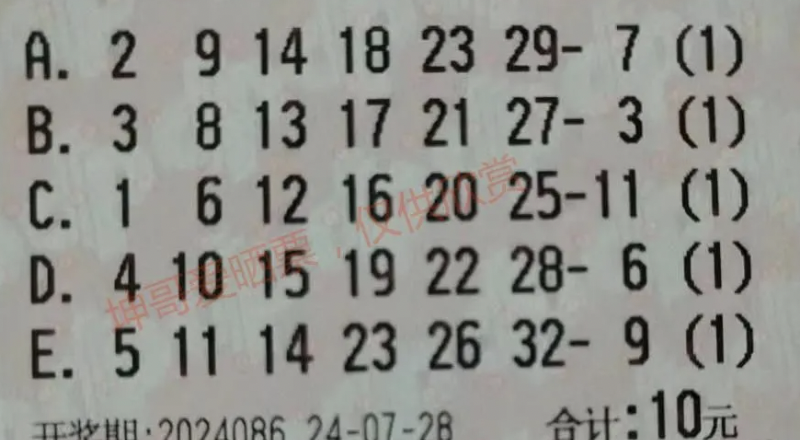 A. 2 9 14 18 23 29- 7 (1)
B. 3 8 13 17 21 27- 3 (1)
C. 1 6 12 16 20 25-11 (1)
D. 4 10 15 19 22 28- 6 (1)
E. 5 11 14 23 26 32- 9 (1)
开奖期:2024086 24-07-28 合计:10元
坤哥爱晒票，仅供欣赏